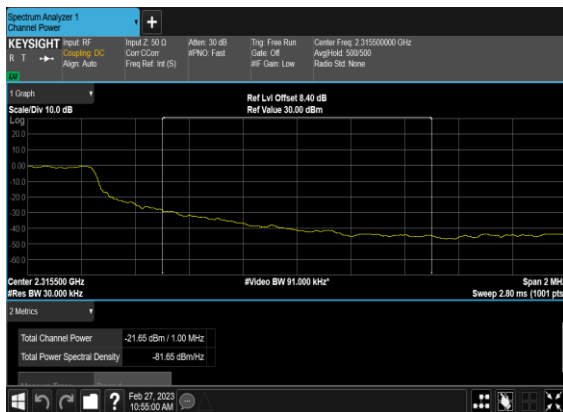 Spectrum Analyzer 1
Channel Power
KEYSIGHT
R T
LXI
Input: RF
Coupling: DC
Align: Auto
Input Z: 50 Ω
Corr CCorr
Freq Ref: Int (S)
Atten: 30 dB
#PNO: Fast
Trig: Free Run
Gate: Off
#IF Gain: Low
Center Freq: 2.315500000 GHz
Avg|Hold: 500/500
Radio Std: None
1 Graph
Scale/Div 10.0 dB
Ref Lvl Offset 8.40 dB
Ref Value 30.00 dBm
Log
20.0
10.0
0.00
-10.0
-20.0
-30.0
-40.0
-50.0
-60.0
Center 2.315500 GHz
#Res BW 30.000 kHz
#Video BW 91.000 kHz*
Span 2 MHz
Sweep 2.80 ms (1001 pts
2 Metrics
Total Channel Power -21.65 dBm / 1.00 MHz
Total Power Spectral Density -81.65 dBm/Hz
?
Feb 27, 2023
10:55:00 AM